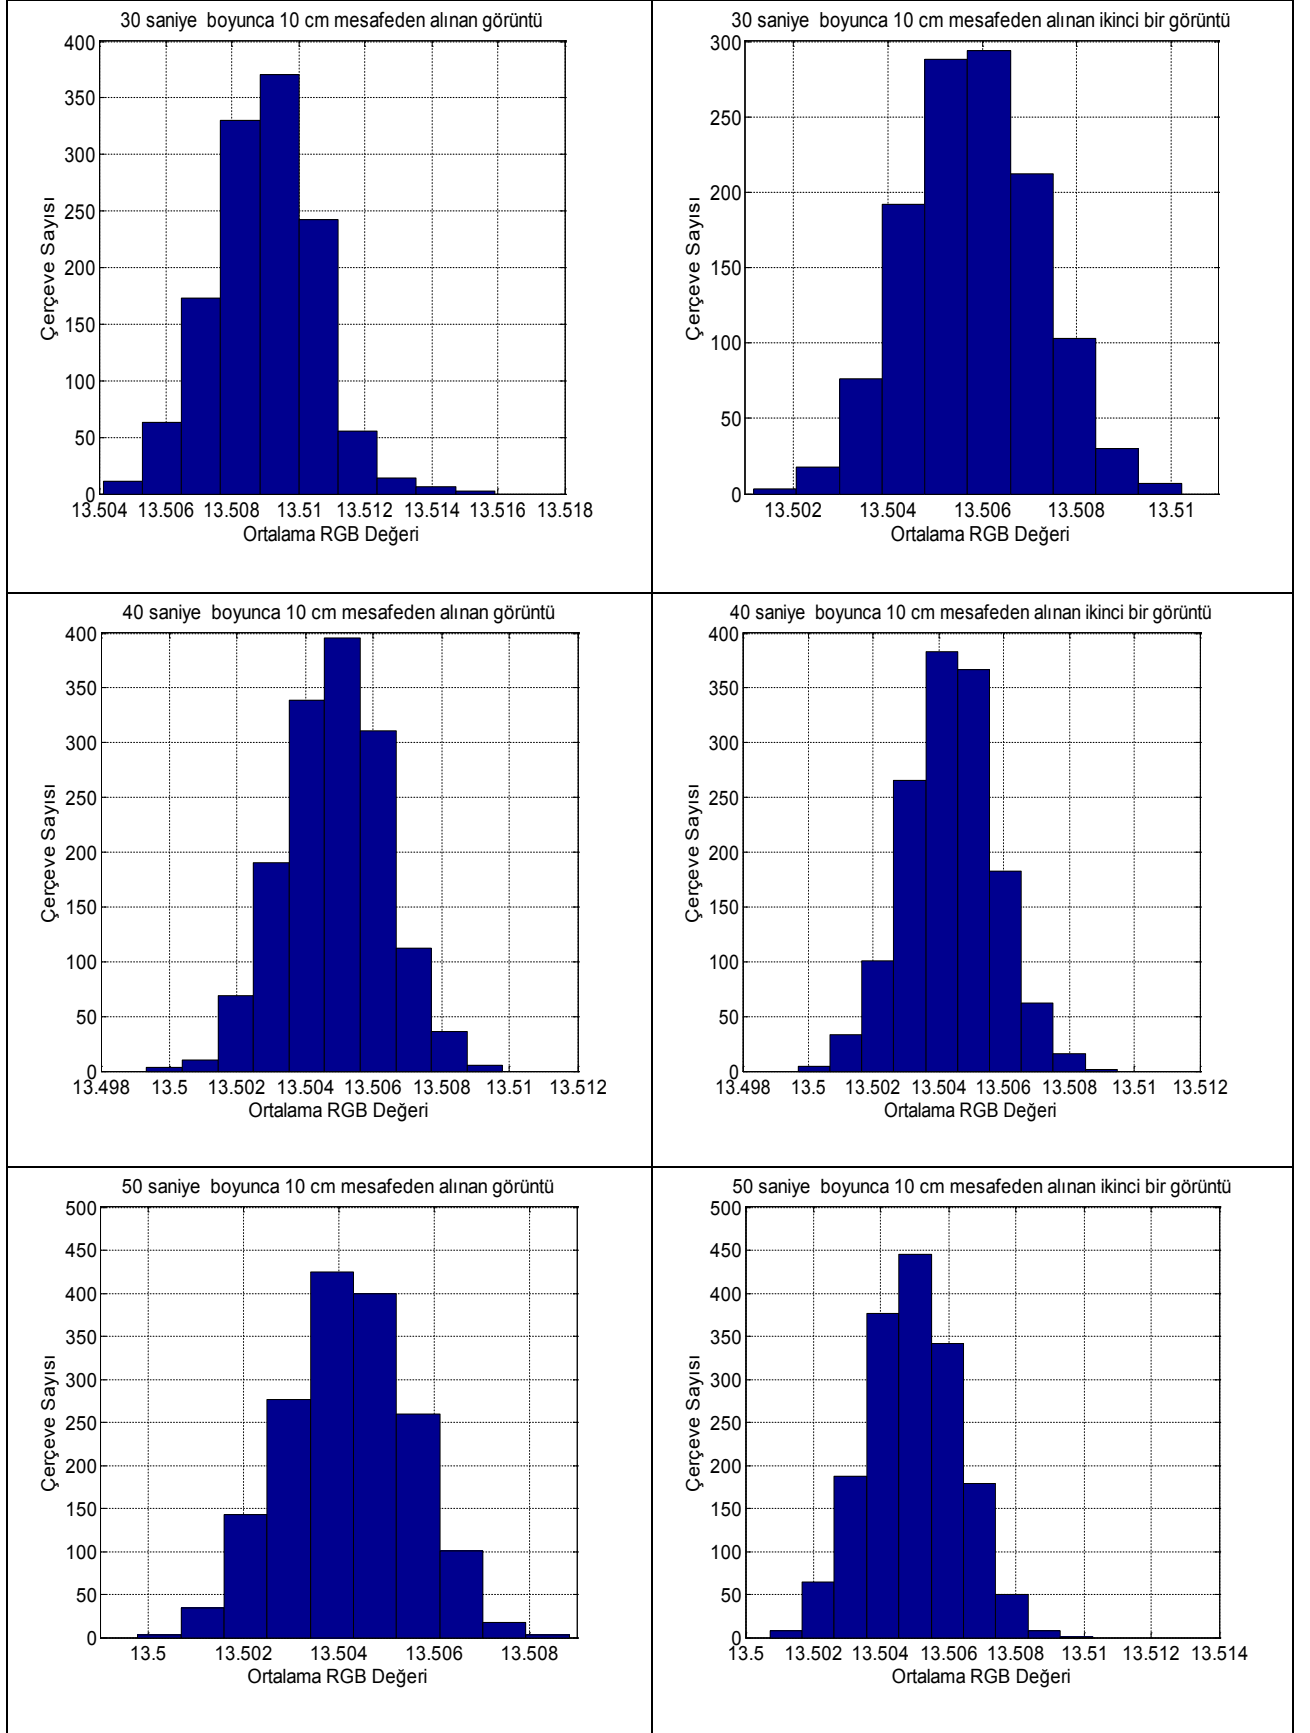 30 saniye boyunca 10 cm mesafeden alınan görüntü
400
350
300
250
200
150
100
50
0
Çerçeve Sayısı
13.504 13.506 13.508 13.51 13.512 13.514 13.516 13.518
Ortalama RGB Değeri
30 saniye boyunca 10 cm mesafeden alınan ikinci bir görüntü
300
250
200
150
100
50
0
Çerçeve Sayısı
13.502 13.504 13.506 13.508 13.51
Ortalama RGB Değeri
40 saniye boyunca 10 cm mesafeden alınan görüntü
400
350
300
250
200
150
100
50
0
Çerçeve Sayısı
13.498 13.5 13.502 13.504 13.506 13.508 13.51 13.512
Ortalama RGB Değeri
40 saniye boyunca 10 cm mesafeden alınan ikinci bir görüntü
400
350
300
250
200
150
100
50
0
Çerçeve Sayısı
13.498 13.5 13.502 13.504 13.506 13.508 13.51 13.512
Ortalama RGB Değeri
50 saniye boyunca 10 cm mesafeden alınan görüntü
500
450
400
350
300
250
200
150
100
50
0
Çerçeve Sayısı
13.5 13.502 13.504 13.506 13.508
Ortalama RGB Değeri
50 saniye boyunca 10 cm mesafeden alınan ikinci bir görüntü
500
450
400
350
300
250
200
150
100
50
0
Çerçeve Sayısı
13.5 13.502 13.504 13.506 13.508 13.51 13.512 13.514
Ortalama RGB Değeri